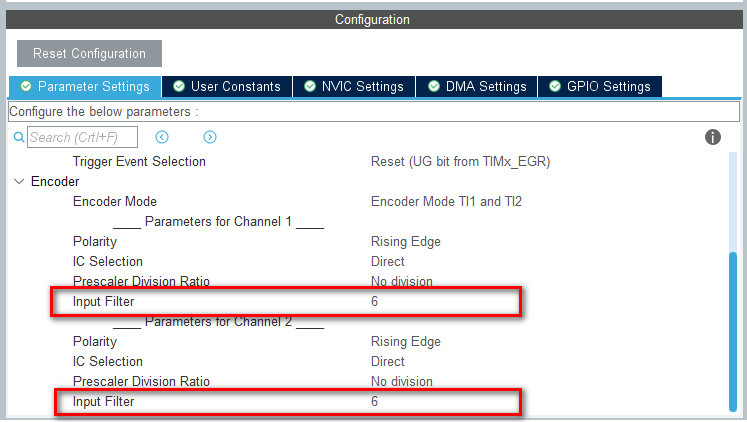 Configuration
Reset Configuration
Parameter Settings User Constants NVIC Settings DMA Settings GPIO Settings
Configure the below parameters :
Search (CrtI+F)
Trigger Event Selection Reset (UG bit from TIMx_EGR)
Encoder
Encoder Mode Encoder Mode TI1 and TI2
____ Parameters for Channel 1 ____
Polarity Rising Edge
IC Selection Direct
Prescaler Division Ratio No division
Input Filter 6
____ Parameters for Channel 2 ____
Polarity Rising Edge
IC Selection Direct
Prescaler Division Ratio No division
Input Filter 6